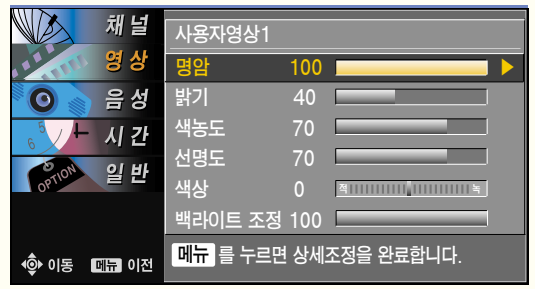 채널
영상
음성
시간
일반
OPTION
5
6
이동 메뉴 이전
사용자영상1
명암 100
밝기 40
색농도 70
선명도 70
색상 0 적 녹
백라이트 조정 100
메뉴 를 누르면 상세조정을 완료합니다.